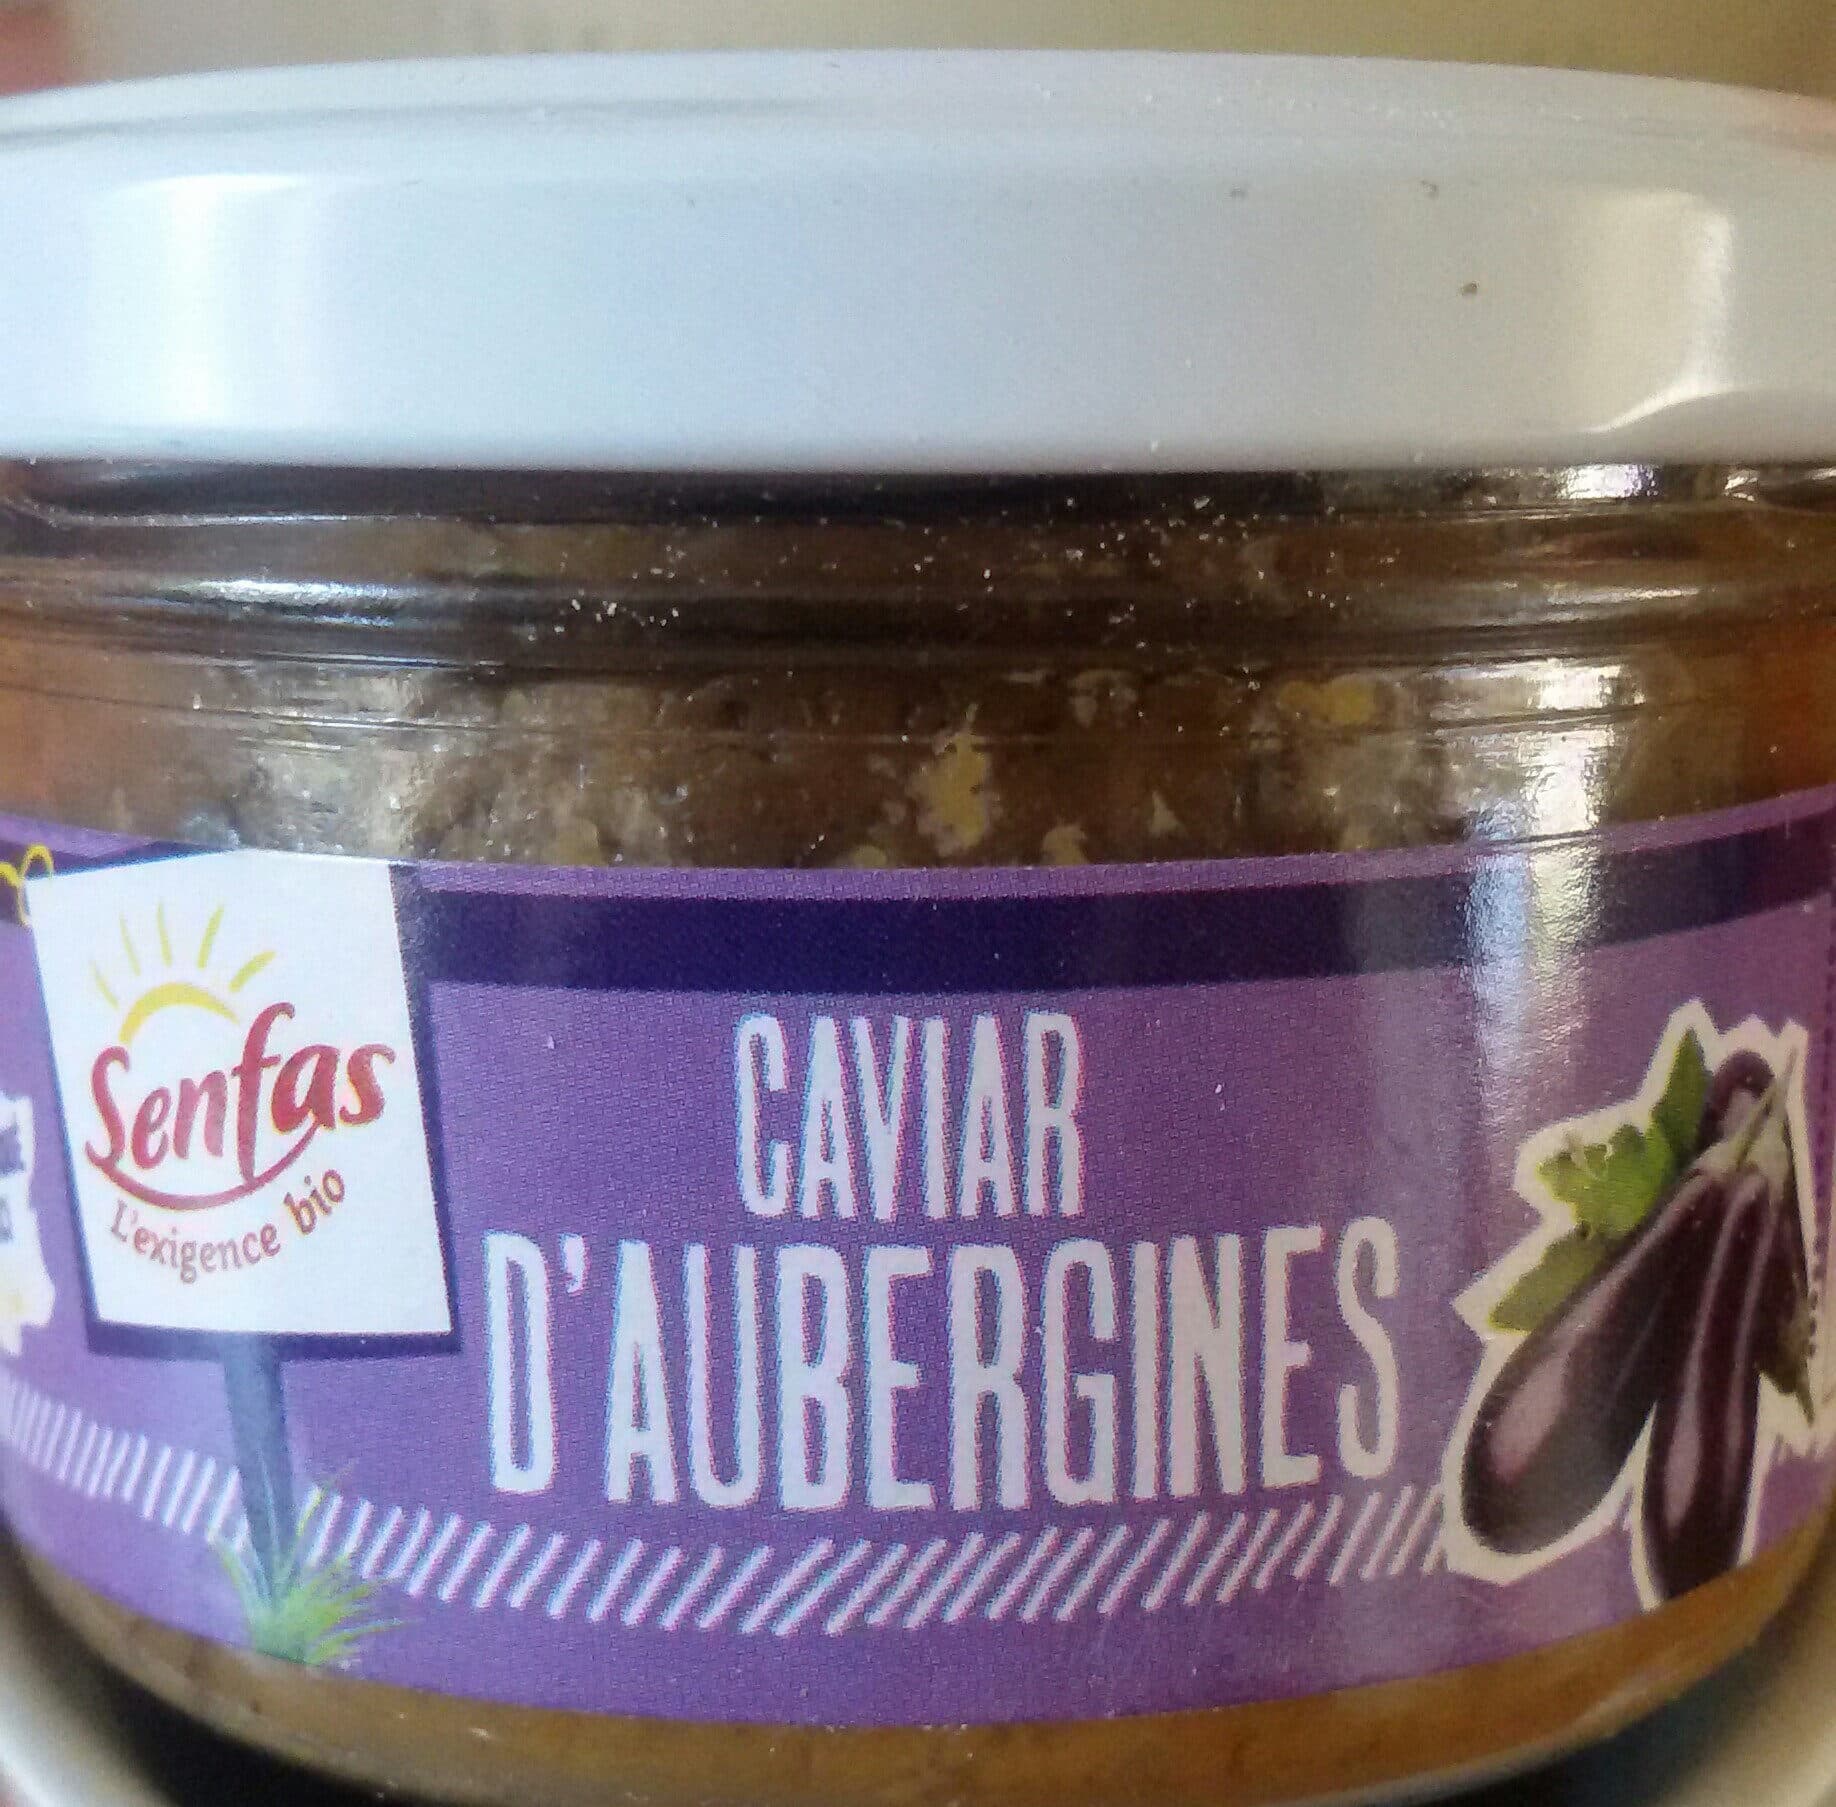 Senfas
L'exigence bio
CAVIAR
D'AUBERGINES